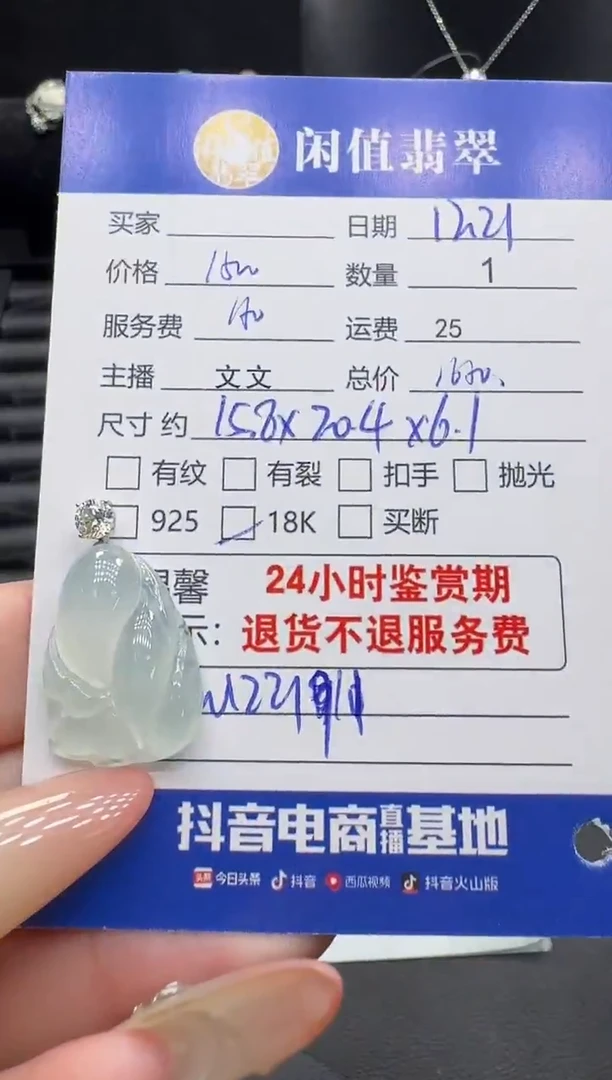 闲值翡翠
买家 日期 12.21
价格 1500 数量 1
服务费 运费 25
主播 文文 总价
尺寸 约 15.8x20.4x6.1
有纹 有裂 扣手 抛光
925 18K 买断
馨 24小时鉴赏期
示: 退货不退服务费
抖音电商直播基地
头条 今日头条 抖音 西瓜视频 抖音火山版